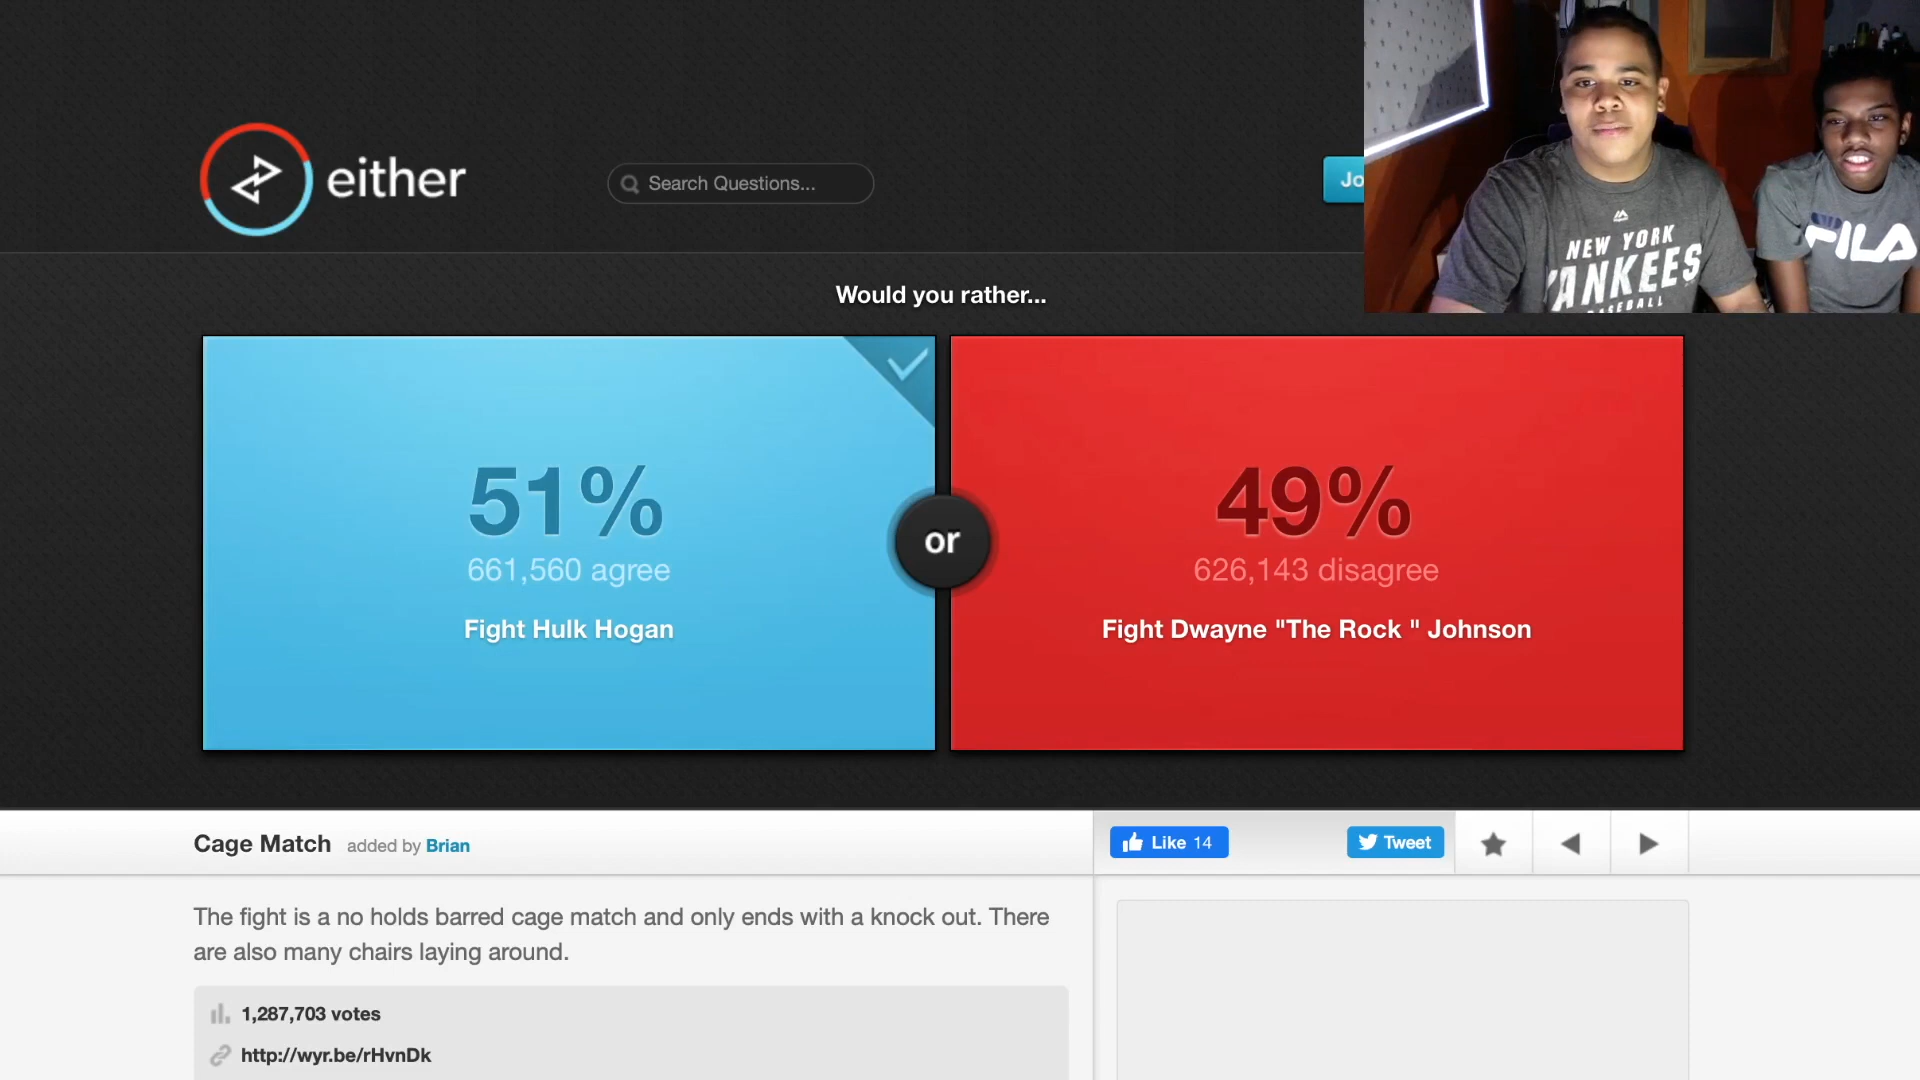 either
Search Questions...
Jo
NEW YORK
YANKEES
BASEBALL
FILA
Would you rather...
51%
661,560 agree
Fight Hulk Hogan
or
49%
626,143 disagree
Fight Dwayne "The Rock " Johnson
Cage Match added by Brian
Like 14
Tweet
The fight is a no holds barred cage match and only ends with a knock out. There
are also many chairs laying around.
1,287,703 votes
http://wyr.be/rHvnDk